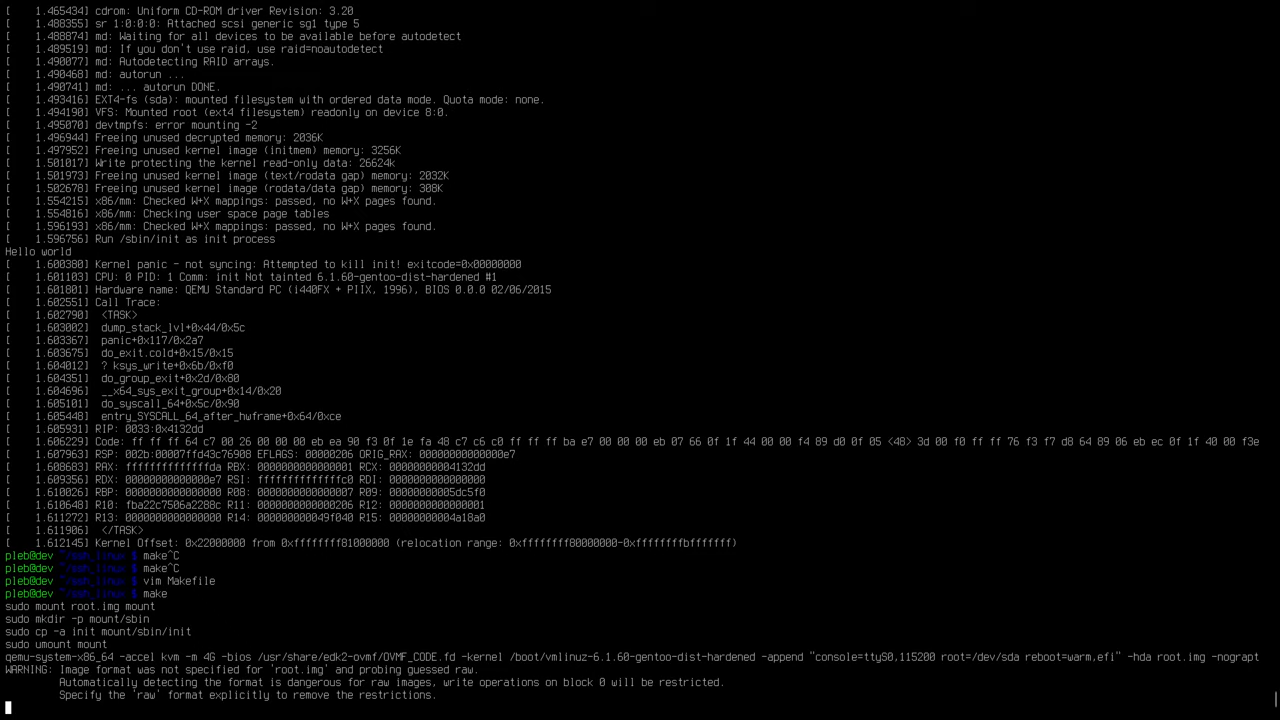 [    1.465434] cdrom: Uniform CD-ROM driver Revision: 3.20
[    1.488355] sr 1:0:0:0: Attached scsi generic sg1 type 5
[    1.488874] md: Waiting for all devices to be available before autodetect
[    1.489519] md: If you don't use raid, use raid=noautodetect
[    1.490077] md: Autodetecting RAID arrays.
[    1.490468] md: autorun ...
[    1.490741] md: ... autorun DONE.
[    1.493416] EXT4-fs (sda): mounted filesystem with ordered data mode. Quota mode: none.
[    1.494190] VFS: Mounted root (ext4 filesystem) readonly on device 8:0.
[    1.495070] devtmpfs: error mounting -2
[    1.496944] Freeing unused decrypted memory: 2036K
[    1.497952] Freeing unused kernel image (initmem) memory: 3256K
[    1.501017] Write protecting the kernel read-only data: 26624k
[    1.501973] Freeing unused kernel image (text/rodata gap) memory: 2032K
[    1.502678] Freeing unused kernel image (rodata/data gap) memory: 308K
[    1.554215] x86/mm: Checked W+X mappings: passed, no W+X pages found.
[    1.554816] x86/mm: Checking user space page tables
[    1.596193] x86/mm: Checked W+X mappings: passed, no W+X pages found.
[    1.596756] Run /sbin/init as init process
Hello world
[    1.600380] Kernel panic - not syncing: Attempted to kill init! exitcode=0x00000000
[    1.601103] CPU: 0 PID: 1 Comm: init Not tainted 6.1.60-gentoo-dist-hardened #1
[    1.601801] Hardware name: QEMU Standard PC (i440FX + PIIX, 1996), BIOS 0.0.0 02/06/2015
[    1.602551] Call Trace:
[    1.602790]  <TASK>
[    1.603002]  dump_stack_lvl+0x44/0x5c
[    1.603367]  panic+0x117/0x2a7
[    1.603675]  do_exit.cold+0x15/0x15
[    1.604012]  ? ksys_write+0x6b/0xf0
[    1.604351]  do_group_exit+0x2d/0x80
[    1.604696]  __x64_sys_exit_group+0x14/0x20
[    1.605101]  do_syscall_64+0x5c/0x90
[    1.605448]  entry_SYSCALL_64_after_hwframe+0x64/0xce
[    1.605931] RIP: 0033:0x4132dd
[    1.606229] Code: ff ff ff 64 c7 00 26 00 00 00 eb ea 90 f3 0f 1e fa 48 c7 c6 c0 ff ff ff ba e7 00 00 00 eb 07 66 0f 1f 44 00 00 f4 89 d0 0f 05 <48> 3d 00 f0 ff ff 76 f3 f7 d8 64 89 06 eb ec 0f 1f 40 00 f3e
[    1.607963] RSP: 002b:00007ffd43c76908 EFLAGS: 00000206 ORIG_RAX: 00000000000000e7
[    1.608683] RAX: ffffffffffffffda RBX: 0000000000000001 RCX: 00000000004132dd
[    1.609356] RDX: 00000000000000e7 RSI: ffffffffffffffc0 RDI: 0000000000000000
[    1.610026] RBP: 0000000000000000 R08: 0000000000000007 R09: 00000000005dc5f0
[    1.610648] R10: fba22c7506a2288c R11: 0000000000000206 R12: 0000000000000001
[    1.611272] R13: 0000000000000000 R14: 000000000049f040 R15: 00000000004a18a0
[    1.611906]  </TASK>
[    1.612145] Kernel Offset: 0x22000000 from 0xffffffff81000000 (relocation range: 0xffffffff80000000-0xffffffffbfffffff)
pleb@dev $ make^C
pleb@dev $ make^C
pleb@dev $ vim Makefile
pleb@dev $ make
sudo mount root.img mount
sudo mkdir -p mount/sbin
sudo cp -a init mount/sbin/init
sudo umount mount
qemu-system-x86_64 -accel kvm -m 4G -bios /usr/share/edk2-ovmf/OVMF_CODE.fd -kernel /boot/vmlinuz-6.1.60-gentoo-dist-hardened -append "console=ttyS0,115200 root=/dev/sda reboot=warm,efi" -hda root.img -nograpt
WARNING: Image format was not specified for 'root.img' and probing guessed raw.
Automatically detecting the format is dangerous for raw images, write operations on block 0 will be restricted.
Specify the 'raw' format explicitly to remove the restrictions.